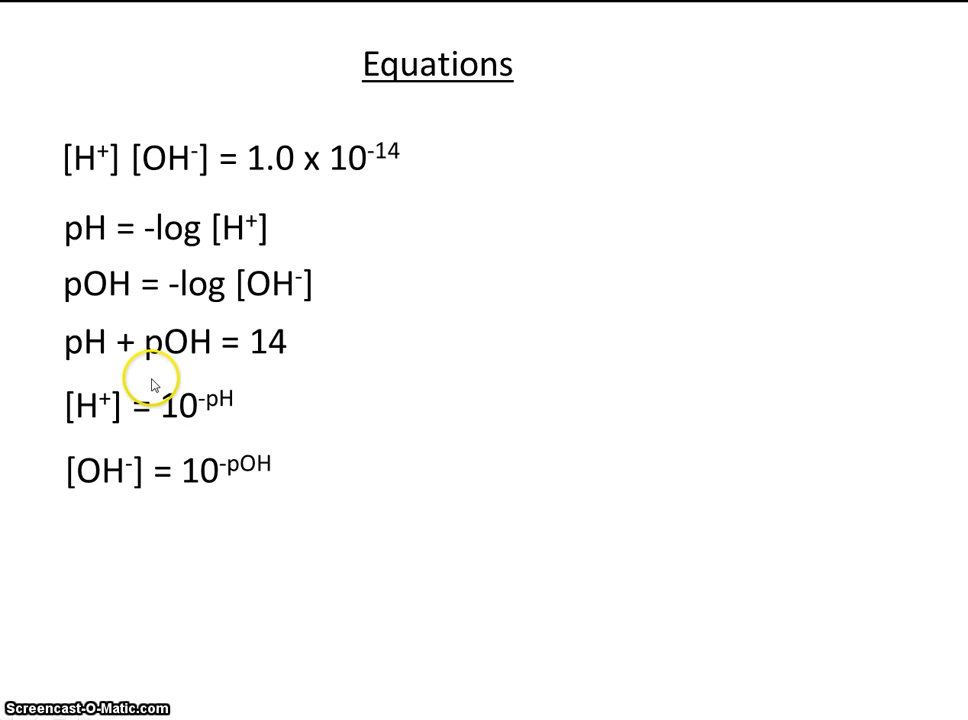 Equations
[H⁺] [OH⁻] = 1.0 x 10⁻¹⁴
pH = -log [H⁺]
pOH = -log [OH⁻]
pH + pOH = 14
[H⁺] = 10^-pH
[OH⁻] = 10^-pOH
Screencast-O-Matic.com